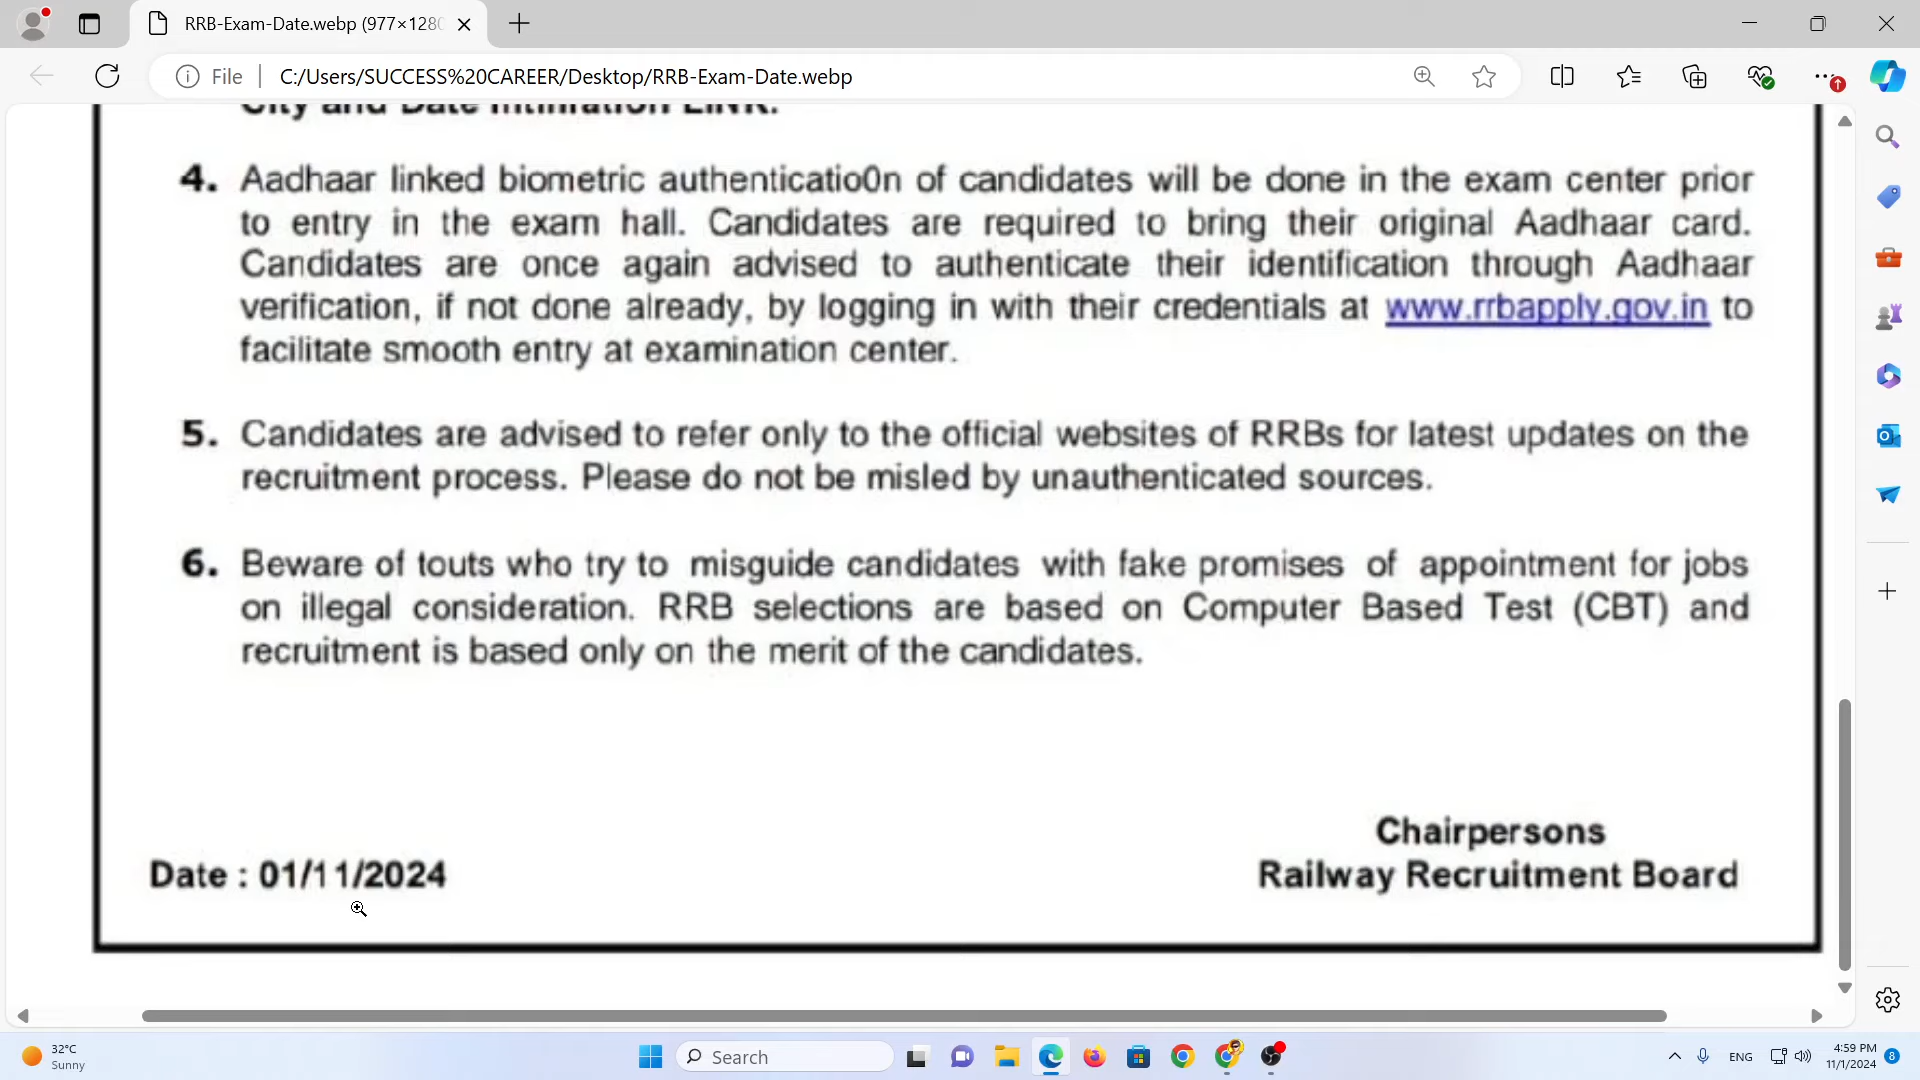 RRB-Exam-Date.webp (977×1280
File
C:/Users/SUCCESS%20CAREER/Desktop/RRB-Exam-Date.webp
City and Date Intimation LINK.
4. Aadhaar linked biometric authenticatio0n of candidates will be done in the exam center prior
to entry in the exam hall. Candidates are required to bring their original Aadhaar card.
Candidates are once again advised to authenticate their identification through Aadhaar
verification, if not done already, by logging in with their credentials at www.rrbapply.gov.in to
facilitate smooth entry at examination center.
5. Candidates are advised to refer only to the official websites of RRBs for latest updates on the
recruitment process. Please do not be misled by unauthenticated sources.
6. Beware of touts who try to misguide candidates with fake promises of appointment for jobs
on illegal consideration. RRB selections are based on Computer Based Test (CBT) and
recruitment is based only on the merit of the candidates.
Chairpersons
Date : 01/11/2024
Railway Recruitment Board
32°C
Sunny
Search
ENG
4:59 PM
11/1/2024
8